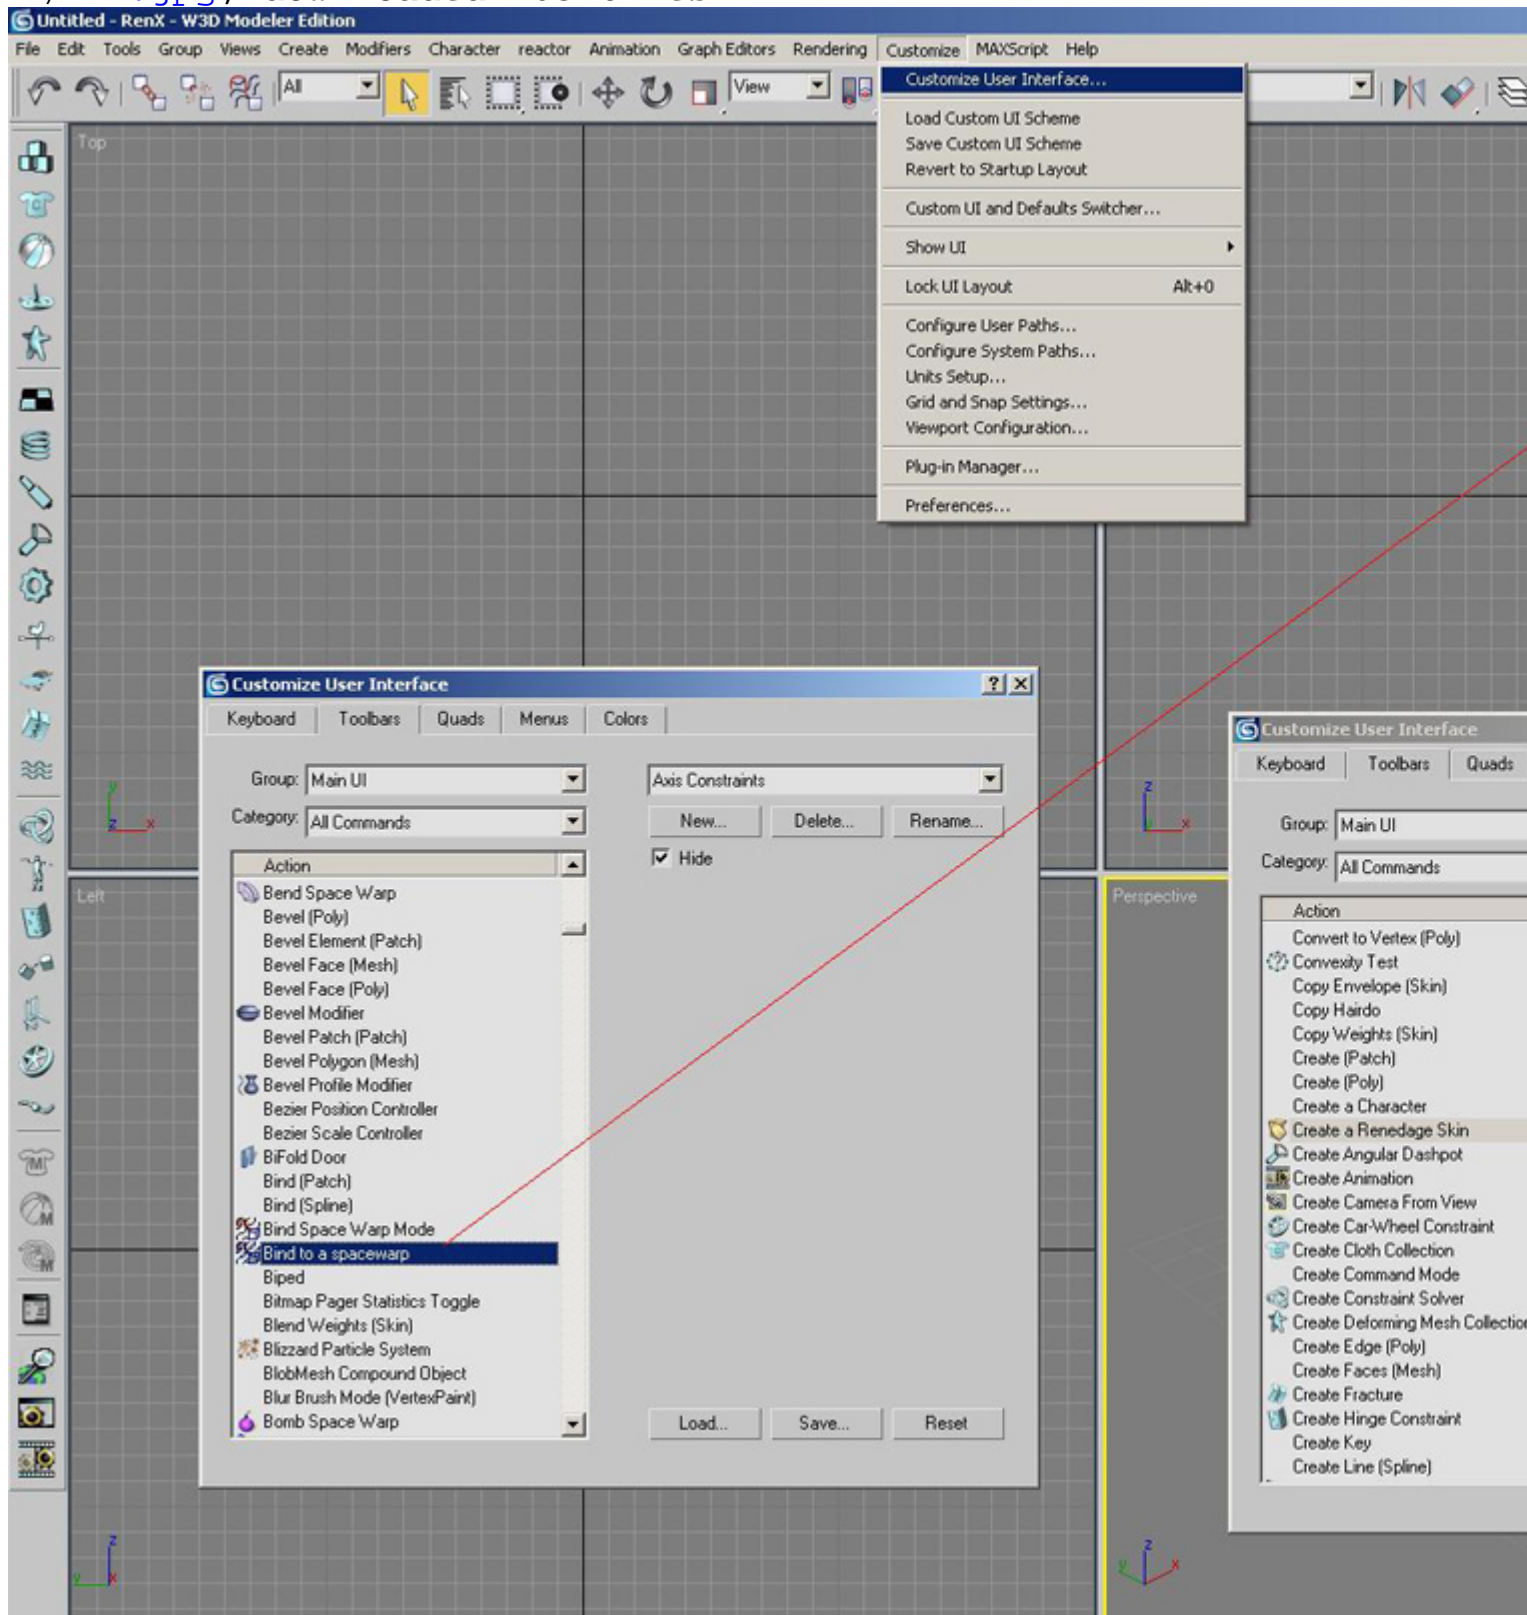 Untitled - RenX - W3D Modeler Edition
File Edit Tools Group Views Create Modifiers Character reactor Animation Graph Editors Rendering Customize MAXScript Help
All
View
Customize User Interface...
Load Custom UI Scheme
Save Custom UI Scheme
Revert to Startup Layout
Custom UI and Defaults Switcher...
Show UI
Lock UI Layout Alt+0
Configure User Paths...
Configure System Paths...
Units Setup...
Grid and Snap Settings...
Viewport Configuration...
Plug-in Manager...
Preferences...
Top
y
z x
z
y x
Left
Perspective
Customize User Interface
Keyboard Toolbars Quads Menus Colors
Group: Main UI
Category: All Commands
Action
Bend Space Warp
Bevel (Poly)
Bevel Element (Patch)
Bevel Face (Mesh)
Bevel Face (Poly)
Bevel Modifier
Bevel Patch (Patch)
Bevel Polygon (Mesh)
Bevel Profile Modifier
Bezier Position Controller
Bezier Scale Controller
BiFold Door
Bind (Patch)
Bind (Spline)
Bind Space Warp Mode
Bind to a spacewarp
Biped
Bitmap Pager Statistics Toggle
Blend Weights (Skin)
Blizzard Particle System
BlobMesh Compound Object
Blur Brush Mode (VertexPaint)
Bomb Space Warp
Axis Constraints
New... Delete... Rename...
Hide
Load... Save... Reset
Customize User Interface
Keyboard Toolbars Quads
Group: Main UI
Category: All Commands
Action
Convert to Vertex (Poly)
Convexity Test
Copy Envelope (Skin)
Copy Hairdo
Copy Weights (Skin)
Create (Patch)
Create (Poly)
Create a Character
Create a Renedage Skin
Create Angular Dashpot
Create Animation
Create Camera From View
Create Car-Wheel Constraint
Create Cloth Collection
Create Command Mode
Create Constraint Solver
Create Deforming Mesh Collection
Create Edge (Poly)
Create Faces (Mesh)
Create Fracture
Create Hinge Constraint
Create Key
Create Line (Spline)
z
y x
z
y x